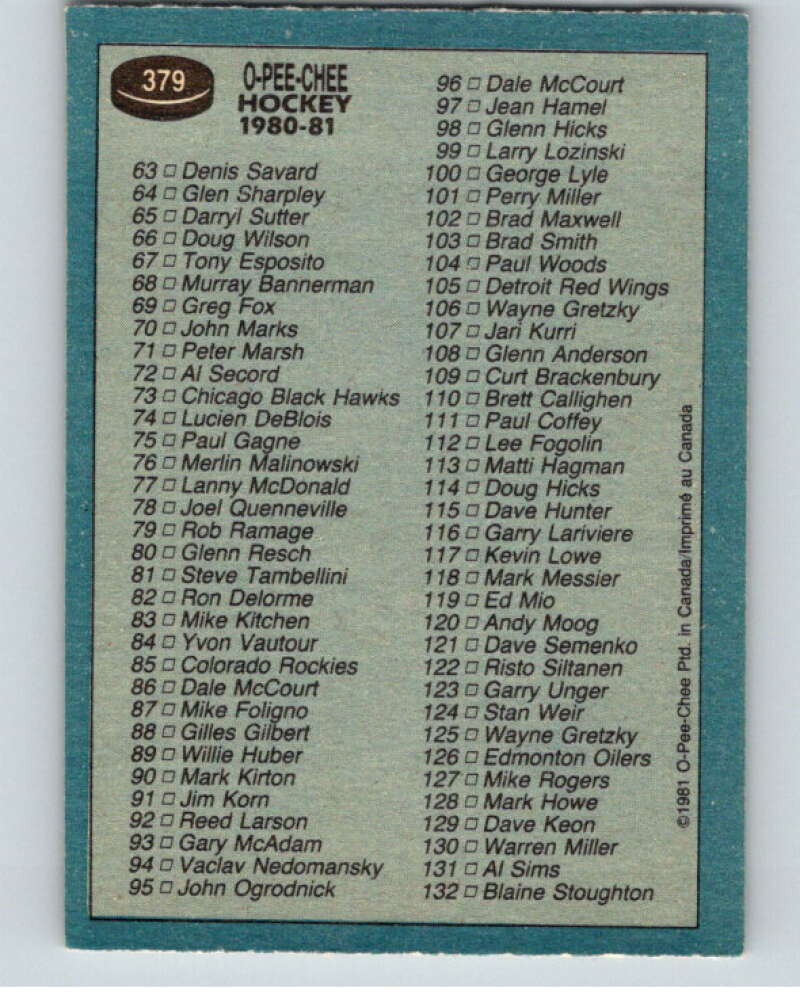 379
O-PEE-CHEE
HOCKEY
1980-81
63 □ Denis Savard
64 □ Glen Sharpley
65 □ Darryl Sutter
66 □ Doug Wilson
67 □ Tony Esposito
68 □ Murray Bannerman
69 □ Greg Fox
70 □ John Marks
71 □ Peter Marsh
72 □ Al Secord
73 □ Chicago Black Hawks
74 □ Lucien DeBlois
75 □ Paul Gagne
76 □ Merlin Malinowski
77 □ Lanny McDonald
78 □ Joel Quenneville
79 □ Rob Ramage
80 □ Glenn Resch
81 □ Steve Tambellini
82 □ Ron Delorme
83 □ Mike Kitchen
84 □ Yvon Vautour
85 □ Colorado Rockies
86 □ Dale McCourt
87 □ Mike Foligno
88 □ Gilles Gilbert
89 □ Willie Huber
90 □ Mark Kirton
91 □ Jim Korn
92 □ Reed Larson
93 □ Gary McAdam
94 □ Vaclav Nedomansky
95 □ John Ogrodnick
96 □ Dale McCourt
97 □ Jean Hamel
98 □ Glenn Hicks
99 □ Larry Lozinski
100 □ George Lyle
101 □ Perry Miller
102 □ Brad Maxwell
103 □ Brad Smith
104 □ Paul Woods
105 □ Detroit Red Wings
106 □ Wayne Gretzky
107 □ Jari Kurri
108 □ Glenn Anderson
109 □ Curt Brackenbury
110 □ Brett Callighen
111 □ Paul Coffey
112 □ Lee Fogolin
113 □ Matti Hagman
114 □ Doug Hicks
115 □ Dave Hunter
116 □ Garry Lariviere
117 □ Kevin Lowe
118 □ Mark Messier
119 □ Ed Mio
120 □ Andy Moog
121 □ Dave Semenko
122 □ Risto Siltanen
123 □ Garry Unger
124 □ Stan Weir
125 □ Wayne Gretzky
126 □ Edmonton Oilers
127 □ Mike Rogers
128 □ Mark Howe
129 □ Dave Keon
130 □ Warren Miller
131 □ Al Sims
132 □ Blaine Stoughton
©1981 O-Pee-Chee Ptd. in Canada/Imprimé au Canada